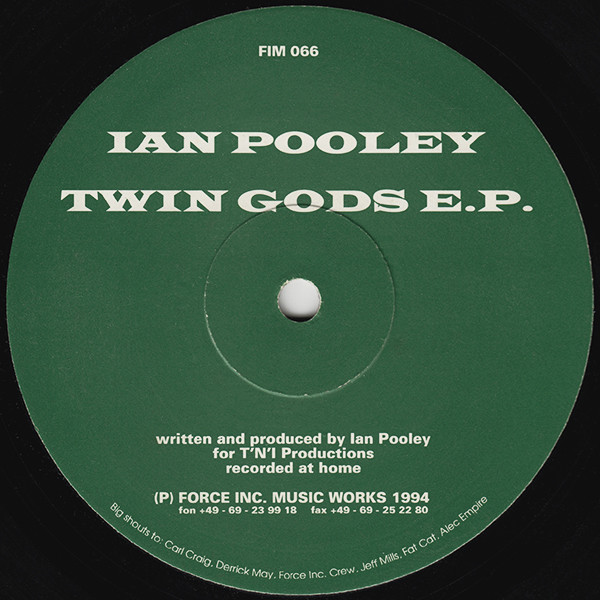 FIM 066
IAN POOLEY
TWIN GODS E.P.
written and produced by Ian Pooley
for T'N'I Productions
recorded at home
(P) FORCE INC. MUSIC WORKS 1994
fon +49 - 69 - 23 99 18 fax +49 - 69 - 25 22 80
Big shouts to: Carl Craig, Derrick May, Force Inc. Crew, Jeff Mills, Fat Cat, Alec Empire